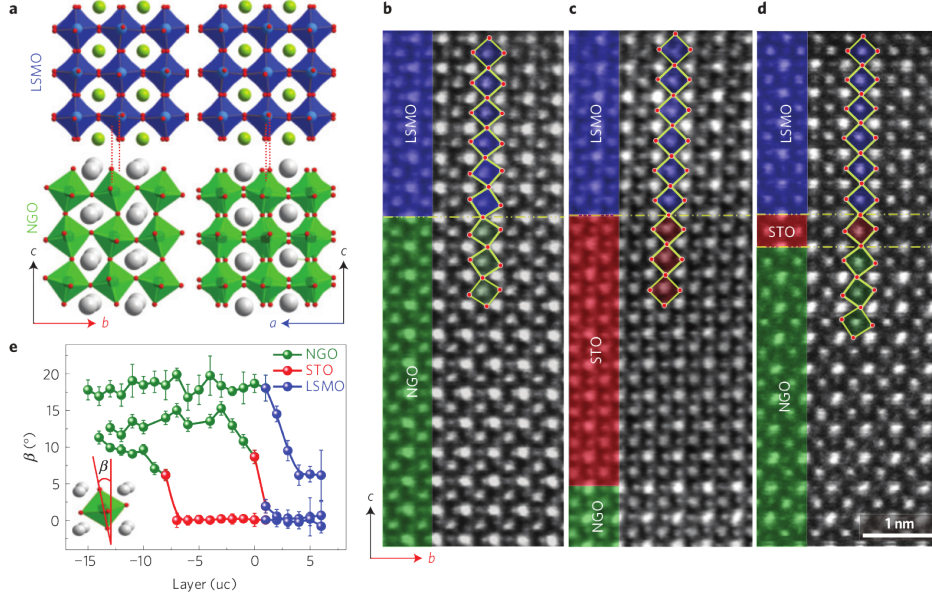 a
LSMO
NGO
c
b
c
a
b
LSMO
NGO
c
LSMO
STO
NGO
d
LSMO
STO
NGO
1 nm
c
b
e
NGO
STO
LSMO
β (°)
20
15
10
5
0
β
−15
−10
−5
0
5
Layer (uc)